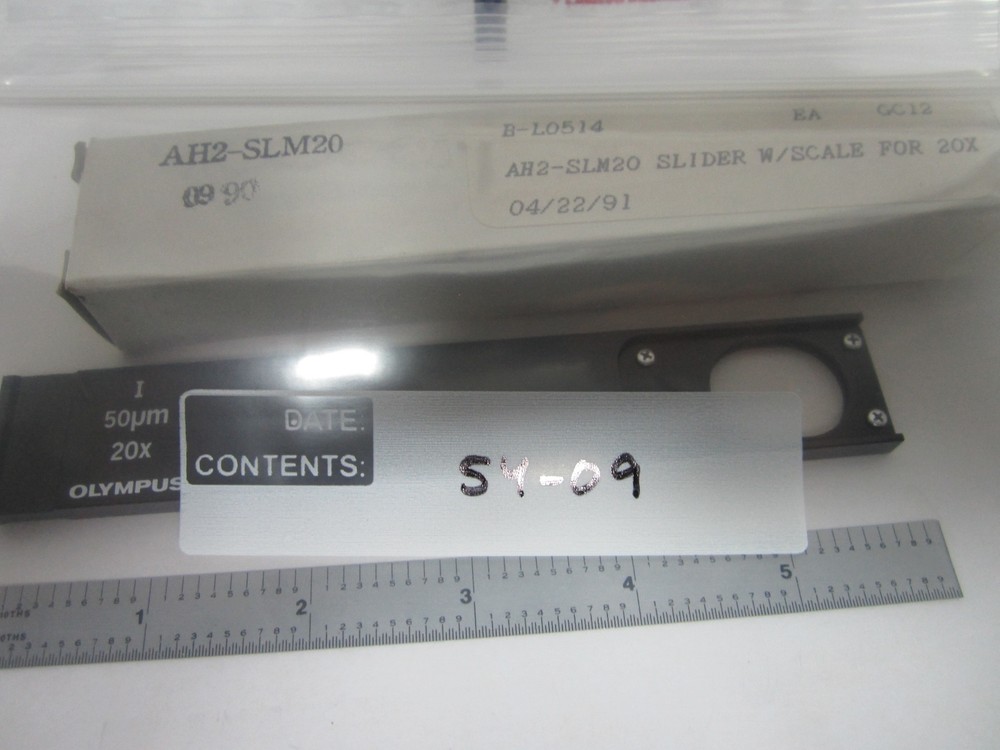 AH2-SLM20
09 90
B-L0514 EA OC12
AH2-SLM20 SLIDER W/SCALE FOR 20X
04/22/91
I
50μm
20x
OLYMPUS
DATE:
CONTENTS:
SY-09
1 2 3 4 5